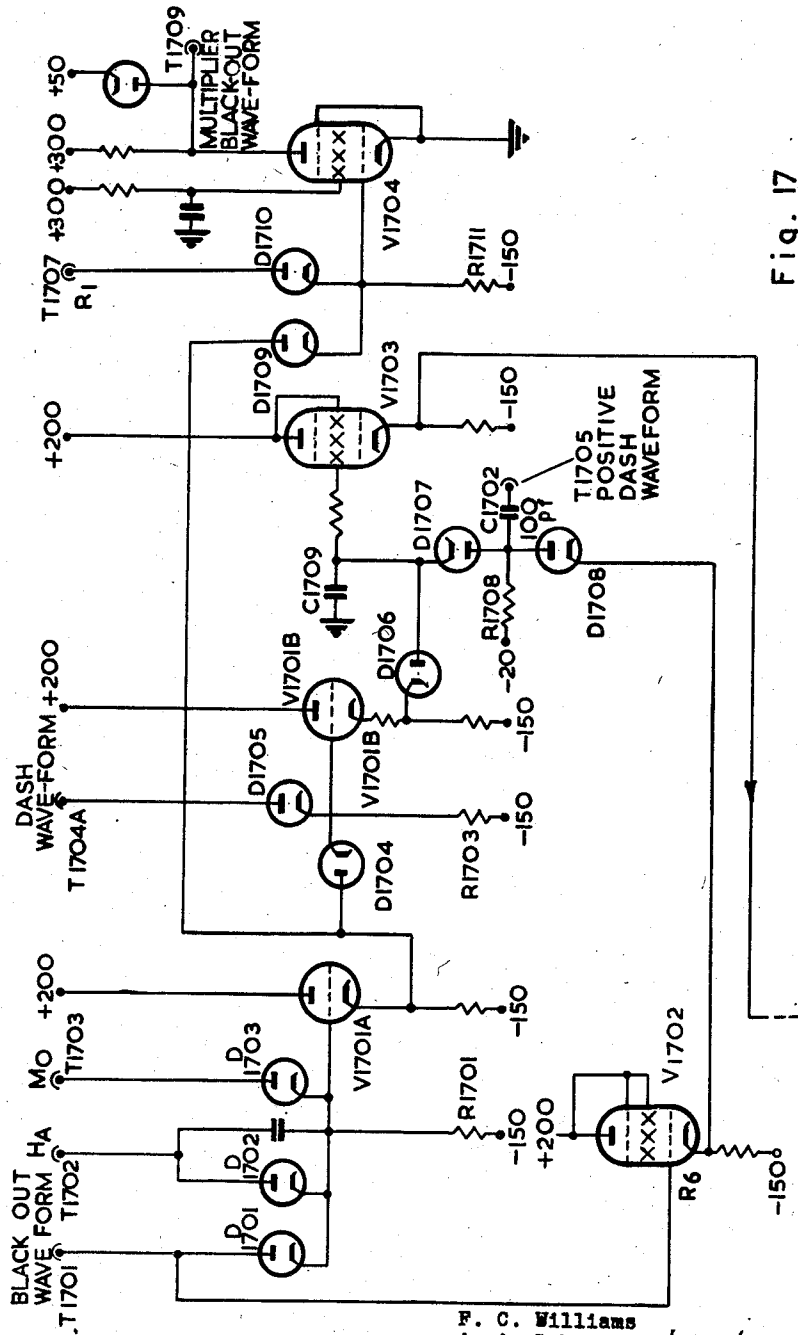 BLACK OUT
WAVE FORM
T1701
HA
T1702
MO
T1703
+200
DASH
WAVE-FORM
T1704A
+200
+200
T1707
R1
+300
+300
+50
T1709
MULTIPLIER
BLACK-OUT
WAVE-FORM
D
1701
D
1702
D
1703
V1701A
R1701
-150
-150
D1704
D1705
R1703
-150
V1701B
V1701B
-150
D1706
C1709
D1707
C1702
100
pf
R1708
-20
D1708
T1705
POSITIVE
DASH
WAVEFORM
V1703
-150
D1709
D1710
R1711
-150
V1704
+200
V1702
R6
-150
Fig. 17
F. C. Williams